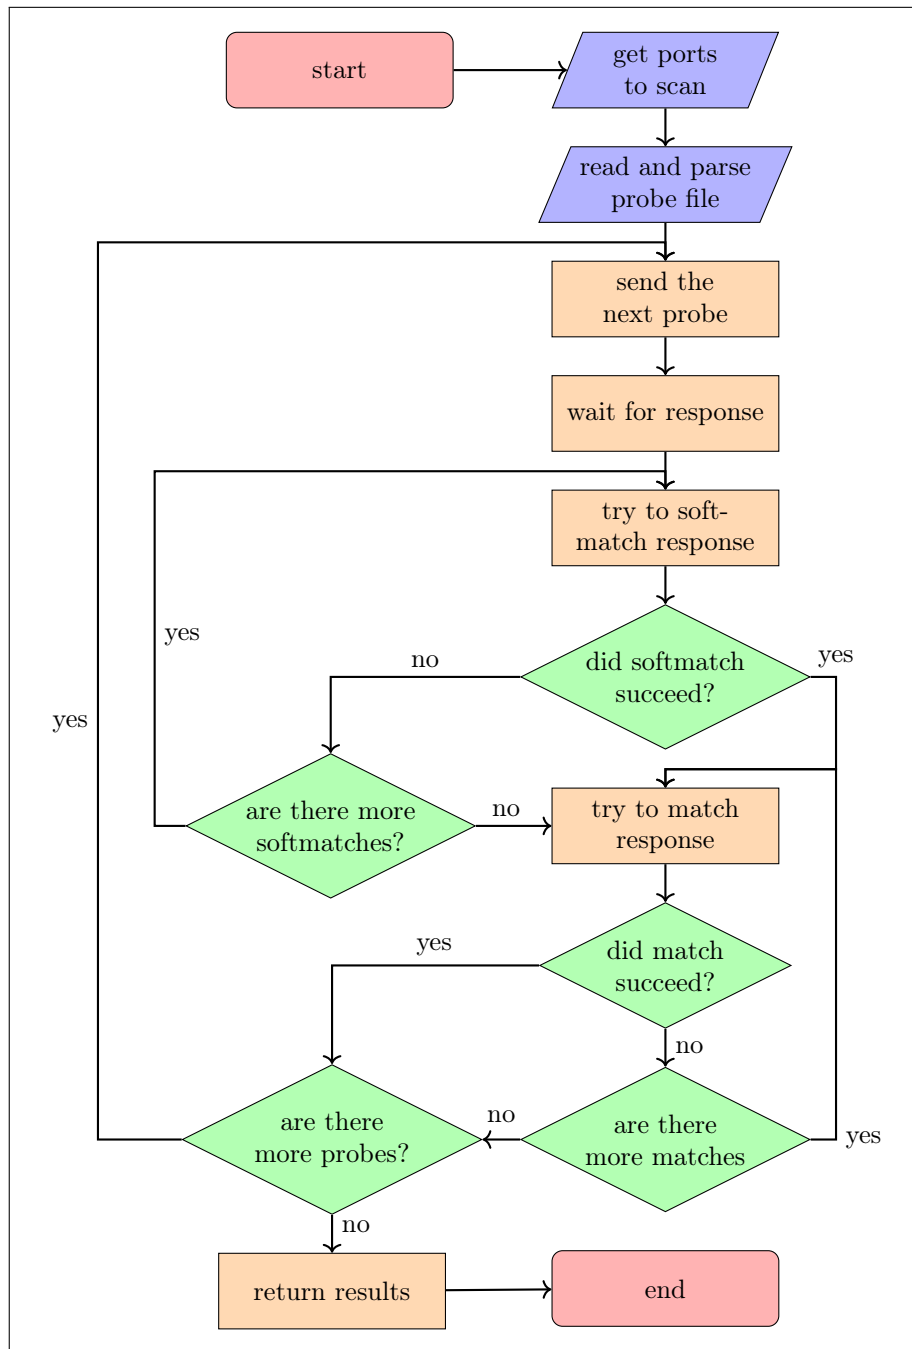 start
get ports
to scan
read and parse
probe file
send the
next probe
wait for response
try to soft-
match response
yes
did softmatch
succeed?
no
yes
yes
are there more
softmatches?
no
try to match
response
yes
did match
succeed?
no
are there
more probes?
no
are there
more matches
yes
no
return results
end